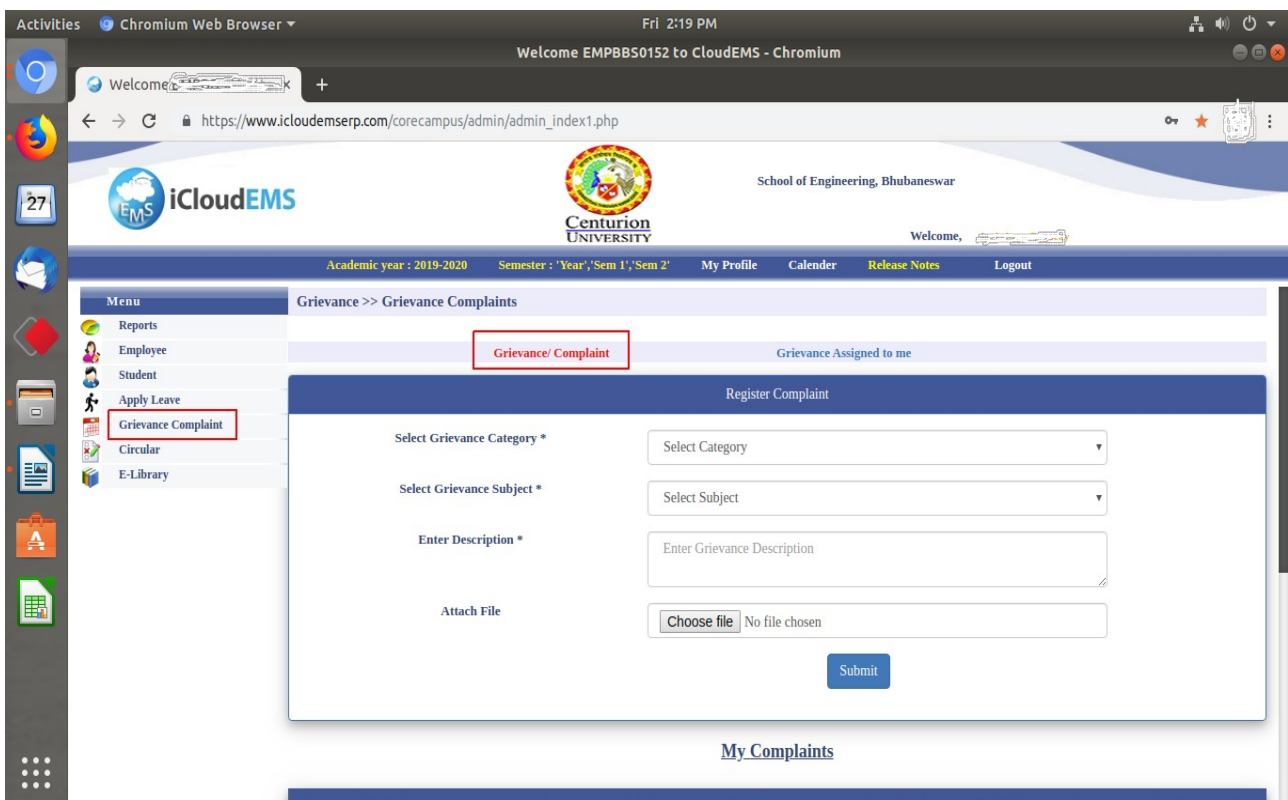 Activities Chromium Web Browser Fri 2:19 PM
Welcome EMPBBS0152 to CloudEMS - Chromium
Welcome
https://www.icloudemserp.com/corecampus/admin/admin_index1.php
27
EMS iCloudEMS
Centurion
UNIVERSITY
School of Engineering, Bhubaneswar
Welcome,
Academic year : 2019-2020 Semester : 'Year','Sem 1','Sem 2' My Profile Calender Release Notes Logout
Menu
Reports
Employee
Student
Apply Leave
Grievance Complaint
Circular
E-Library
Grievance >> Grievance Complaints
Grievance/ Complaint Grievance Assigned to me
Register Complaint
Select Grievance Category * Select Category
Select Grievance Subject * Select Subject
Enter Description * Enter Grievance Description
Attach File Choose file No file chosen
Submit
My Complaints